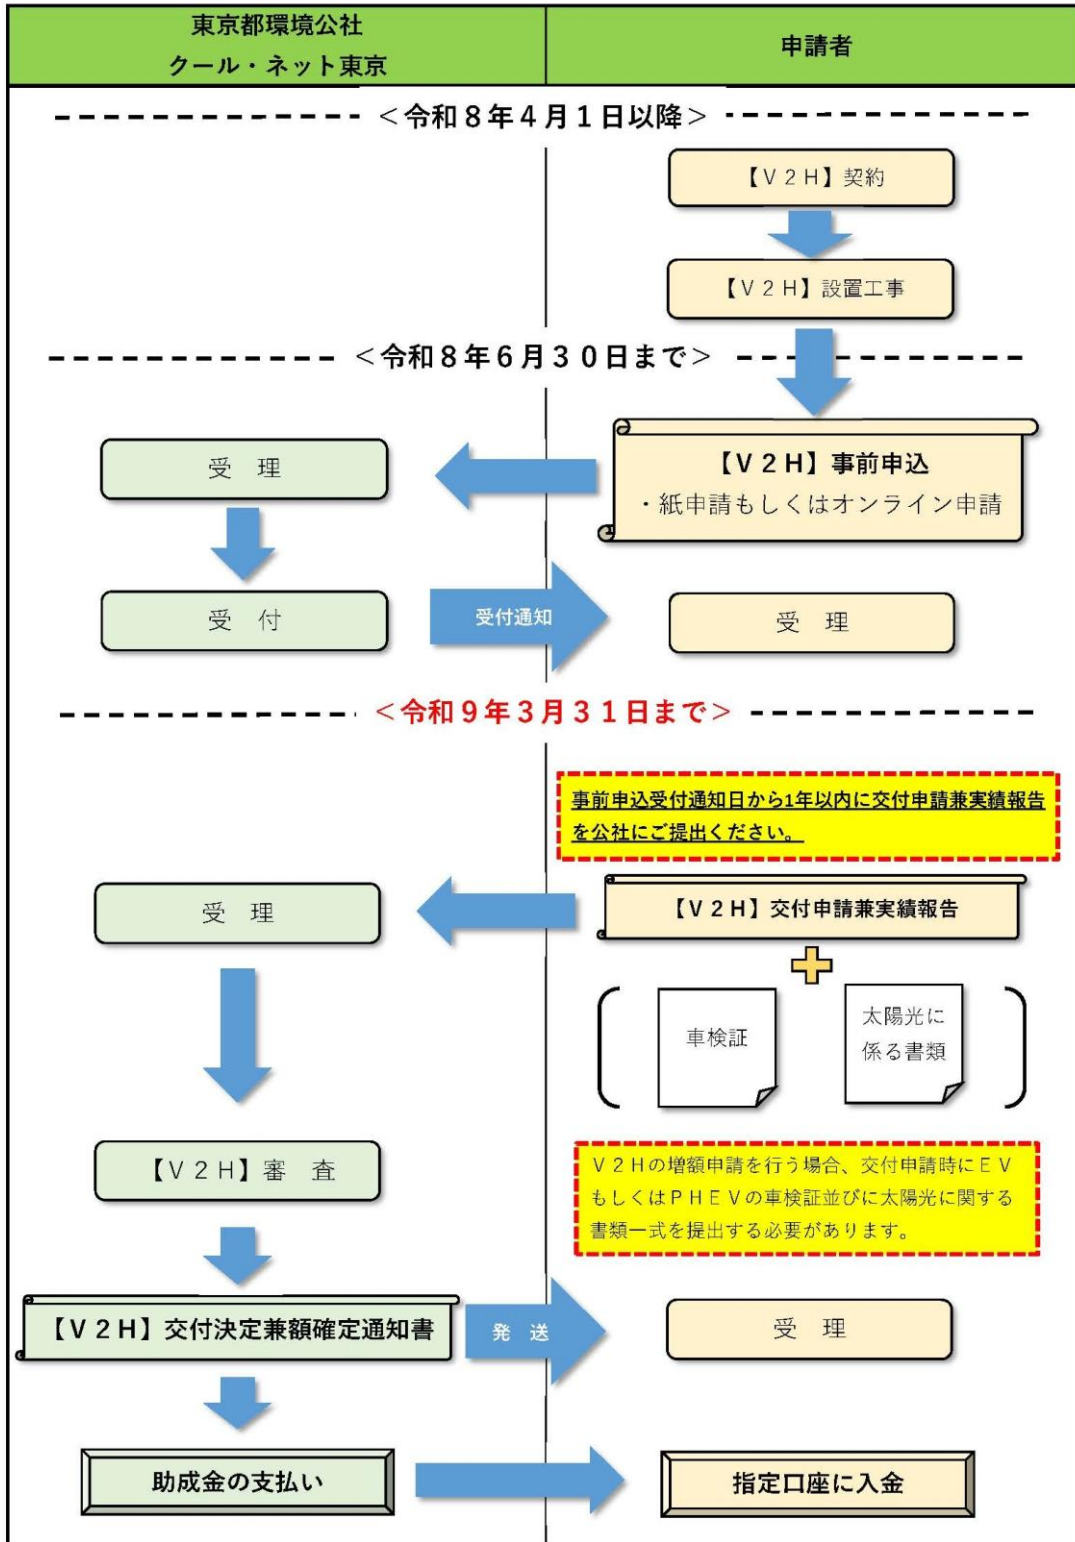 東京都環境公社
クール・ネット東京
申請者
＜令和８年４月１日以降＞
【Ｖ２Ｈ】契約
【Ｖ２Ｈ】設置工事
＜令和８年６月３０日まで＞
【Ｖ２Ｈ】事前申込
・紙申請もしくはオンライン申請
受　理
受　付
受付通知
受　理
＜令和９年３月３１日まで＞
事前申込受付通知日から1年以内に交付申請兼実績報告
を公社にご提出ください。
【Ｖ２Ｈ】交付申請兼実績報告
受　理
車検証
太陽光に
係る書類
【Ｖ２Ｈ】審　査
Ｖ２Ｈの増額申請を行う場合、交付申請時にＥＶ
もしくはＰＨＥＶの車検証並びに太陽光に関する
書類一式を提出する必要があります。
【Ｖ２Ｈ】交付決定兼額確定通知書
発　送
受　理
助成金の支払い
指定口座に入金